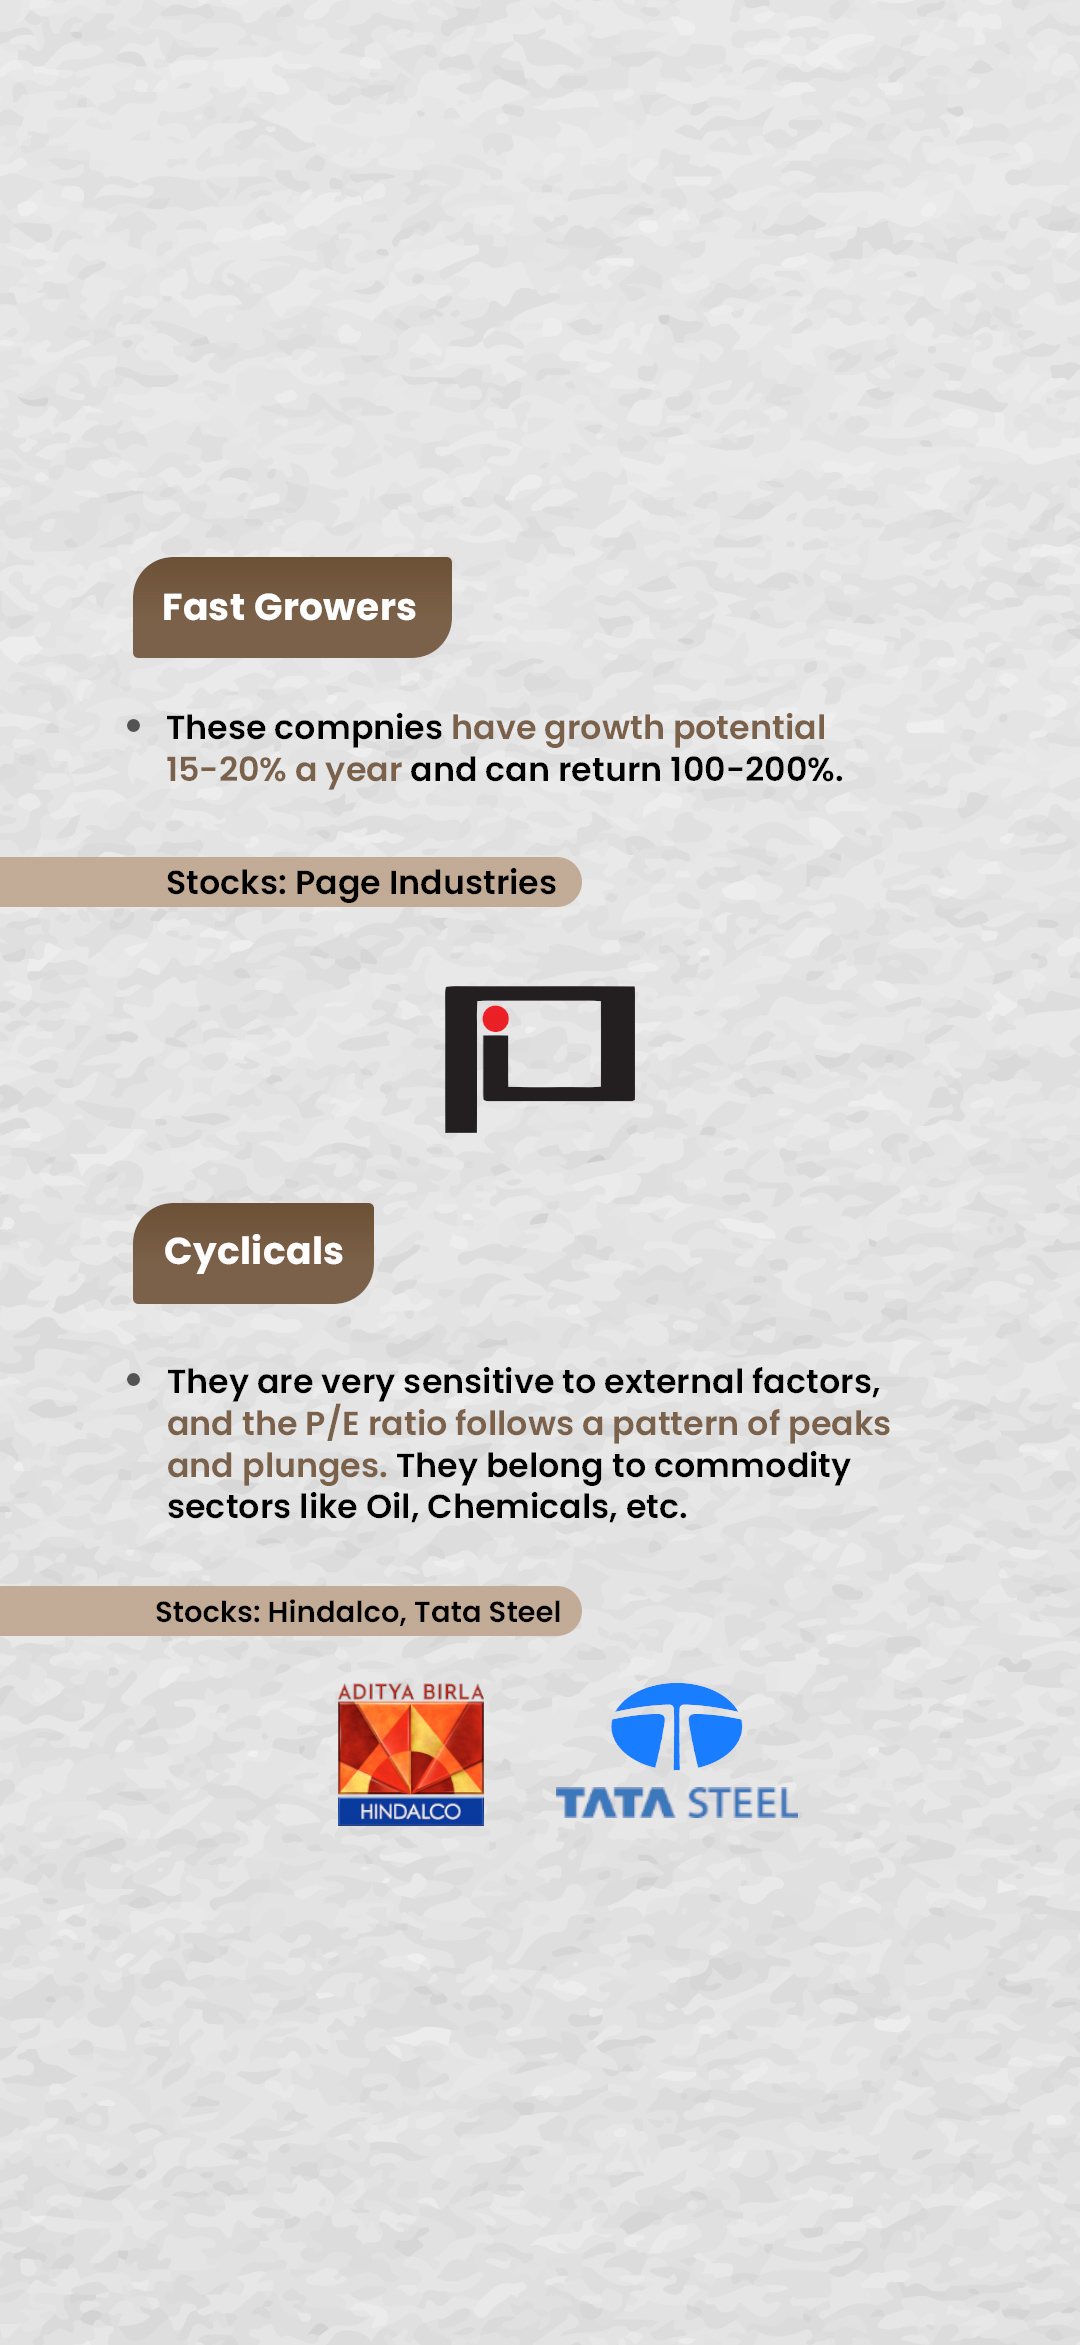 Fast Growers
These compnies have growth potential
15-20% a year and can return 100-200%.
Stocks: Page Industries
Cyclicals
They are very sensitive to external factors,
and the P/E ratio follows a pattern of peaks
and plunges. They belong to commodity
sectors like Oil, Chemicals, etc.
Stocks: Hindalco, Tata Steel
ADITYA BIRLA
HINDALCO
TATA STEEL